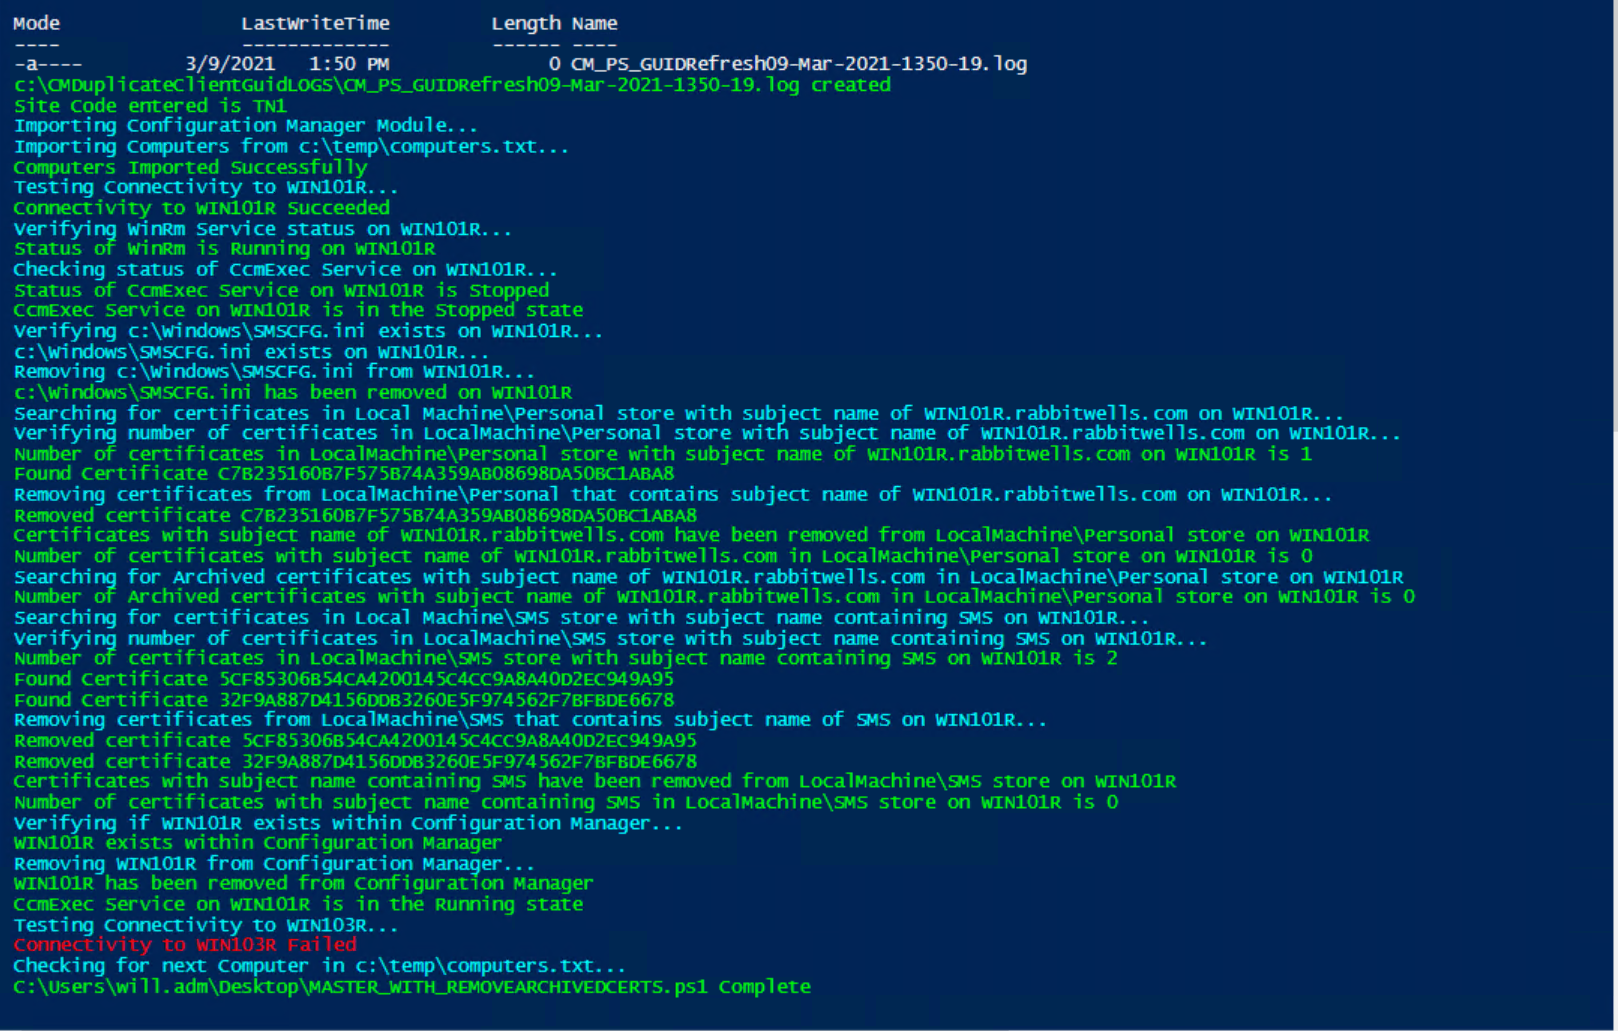 Mode                LastWriteTime         Length Name
----                -------------         ------ ----
-a----         3/9/2021   1:50 PM              0 CM_PS_GUIDRefresh09-Mar-2021-1350-19.log
c:\CMDuplicateClientGuidLOGS\CM_PS_GUIDRefresh09-Mar-2021-1350-19.log created
Site Code entered is TN1
Importing Configuration Manager Module...
Importing Computers from c:\temp\computers.txt...
Computers Imported Successfully
Testing Connectivity to WIN101R...
Connectivity to WIN101R Succeeded
Verifying WinRm Service status on WIN101R...
Status of WinRm is Running on WIN101R
Checking status of CcmExec Service on WIN101R...
Status of CcmExec Service on WIN101R is Stopped
CcmExec Service on WIN101R is in the Stopped state
Verifying c:\Windows\SMSCFG.ini exists on WIN101R...
c:\Windows\SMSCFG.ini exists on WIN101R...
Removing c:\Windows\SMSCFG.ini from WIN101R...
c:\Windows\SMSCFG.ini has been removed on WIN101R
Searching for certificates in Local Machine\Personal store with subject name of WIN101R.rabbitwells.com on WIN101R...
Verifying number of certificates in LocalMachine\Personal store with subject name of WIN101R.rabbitwells.com on WIN101R...
Number of certificates in LocalMachine\Personal store with subject name of WIN101R.rabbitwells.com on WIN101R is 1
Found Certificate C7B235160B7F575B74A359AB08698DA50BC1ABA8
Removing certificates from LocalMachine\Personal that contains subject name of WIN101R.rabbitwells.com on WIN101R...
Removed certificate C7B235160B7F575B74A359AB08698DA50BC1ABA8
Certificates with subject name of WIN101R.rabbitwells.com have been removed from LocalMachine\Personal store on WIN101R
Number of certificates with subject name of WIN101R.rabbitwells.com in LocalMachine\Personal store on WIN101R is 0
Searching for Archived certificates with subject name of WIN101R.rabbitwells.com in LocalMachine\Personal store on WIN101R
Number of Archived certificates with subject name of WIN101R.rabbitwells.com in LocalMachine\Personal store on WIN101R is 0
Searching for certificates in Local Machine\SMS store with subject name containing SMS on WIN101R...
Verifying number of certificates in LocalMachine\SMS store with subject name containing SMS on WIN101R...
Number of certificates in LocalMachine\SMS store with subject name containing SMS on WIN101R is 2
Found Certificate 5CF85306B54CA4200145C4CC9A8A40D2EC949A95
Found Certificate 32F9A887D4156DDB3260E5F974562F7BFBDE6678
Removing certificates from LocalMachine\SMS that contains subject name of SMS on WIN101R...
Removed certificate 5CF85306B54CA4200145C4CC9A8A40D2EC949A95
Removed certificate 32F9A887D4156DDB3260E5F974562F7BFBDE6678
Certificates with subject name containing SMS have been removed from LocalMachine\SMS store on WIN101R
Number of certificates with subject name containing SMS in LocalMachine\SMS store on WIN101R is 0
Verifying if WIN101R exists within Configuration Manager...
WIN101R exists within Configuration Manager
Removing WIN101R from Configuration Manager...
WIN101R has been removed from Configuration Manager
CcmExec Service on WIN101R is in the Running state
Testing Connectivity to WIN103R...
Connectivity to WIN103R Failed
Checking for next Computer in c:\temp\computers.txt...
C:\Users\will.adm\Desktop\MASTER_WITH_REMOVEARCHIVEDCERTS.ps1 Complete